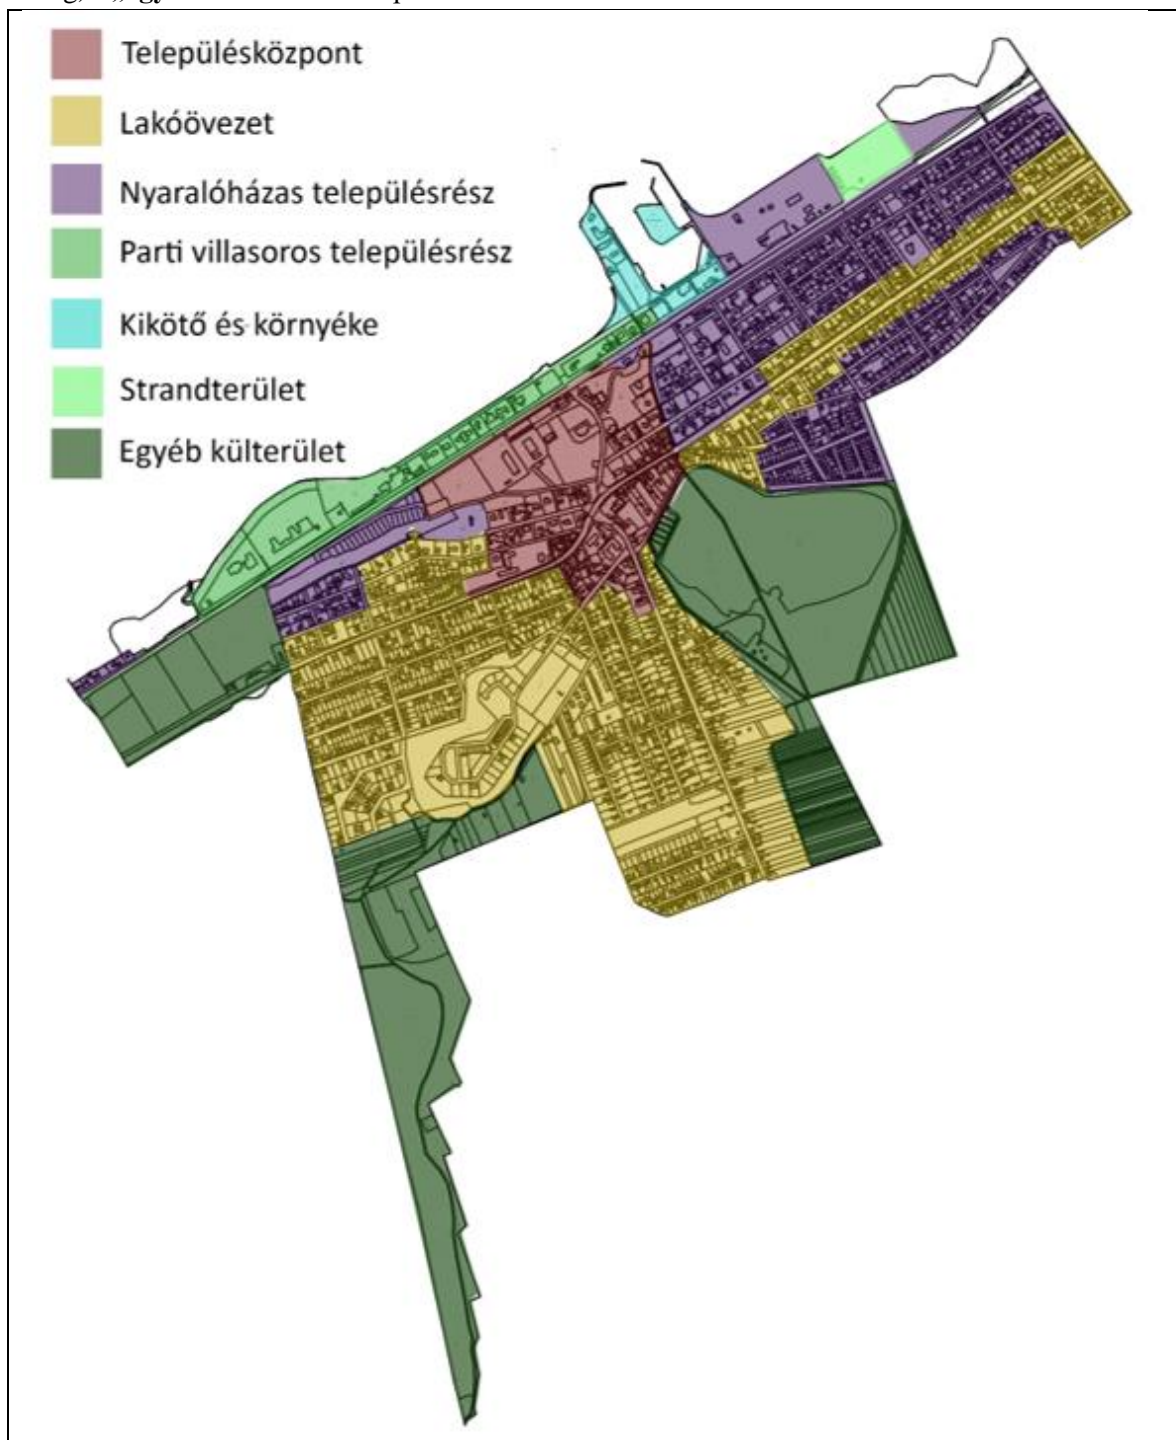 Településközpont
Lakóövezet
Nyaralóházas településrész
Parti villasoros településrész
Kikötő és környéke
Strandterület
Egyéb külterület